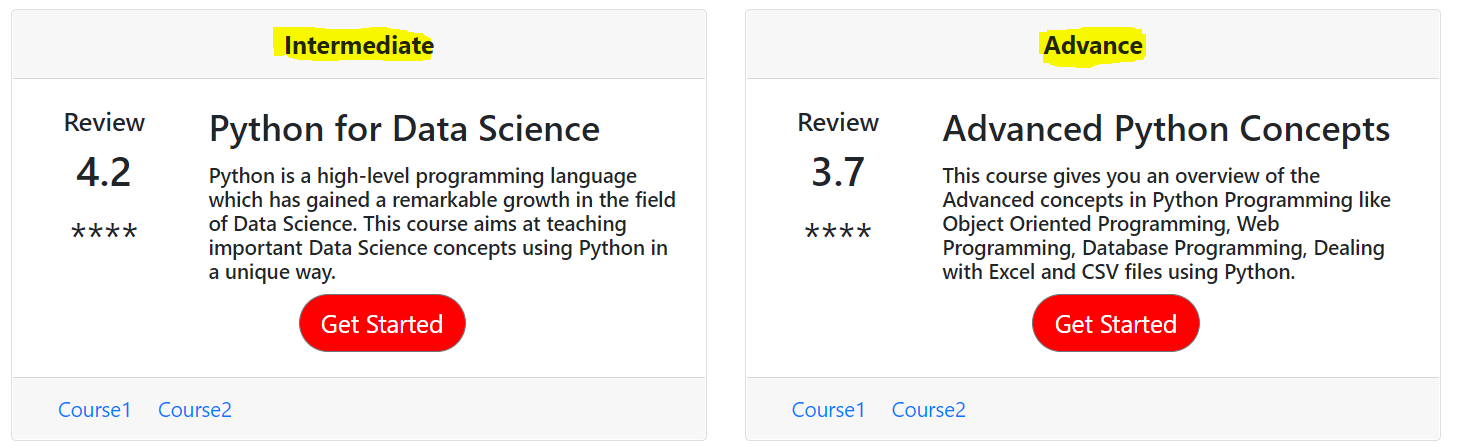 Intermediate
Review
4.2
****
Python for Data Science
Python is a high-level programming language
which has gained a remarkable growth in the field
of Data Science. This course aims at teaching
important Data Science concepts using Python in
a unique way.
Get Started
Course1 Course2
Advance
Review
3.7
****
Advanced Python Concepts
This course gives you an overview of the
Advanced concepts in Python Programming like
Object Oriented Programming, Web
Programming, Database Programming, Dealing
with Excel and CSV files using Python.
Get Started
Course1 Course2